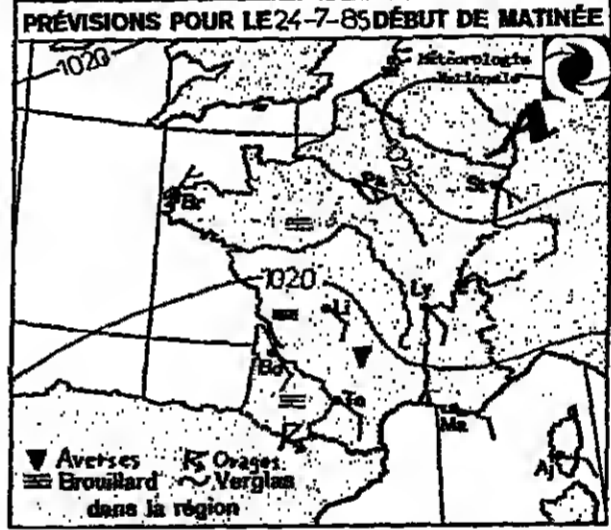 PRÉVISIONS POUR LE 24-7-85 DÉBUT DE MATINÉE
1020
Météorologie
Nationale
A
1025
Pa
St
Br
1020
Ly
Li
Bo
To
Ma
Aj
Averses
Orages
Brouillard
Verglas
dans la région